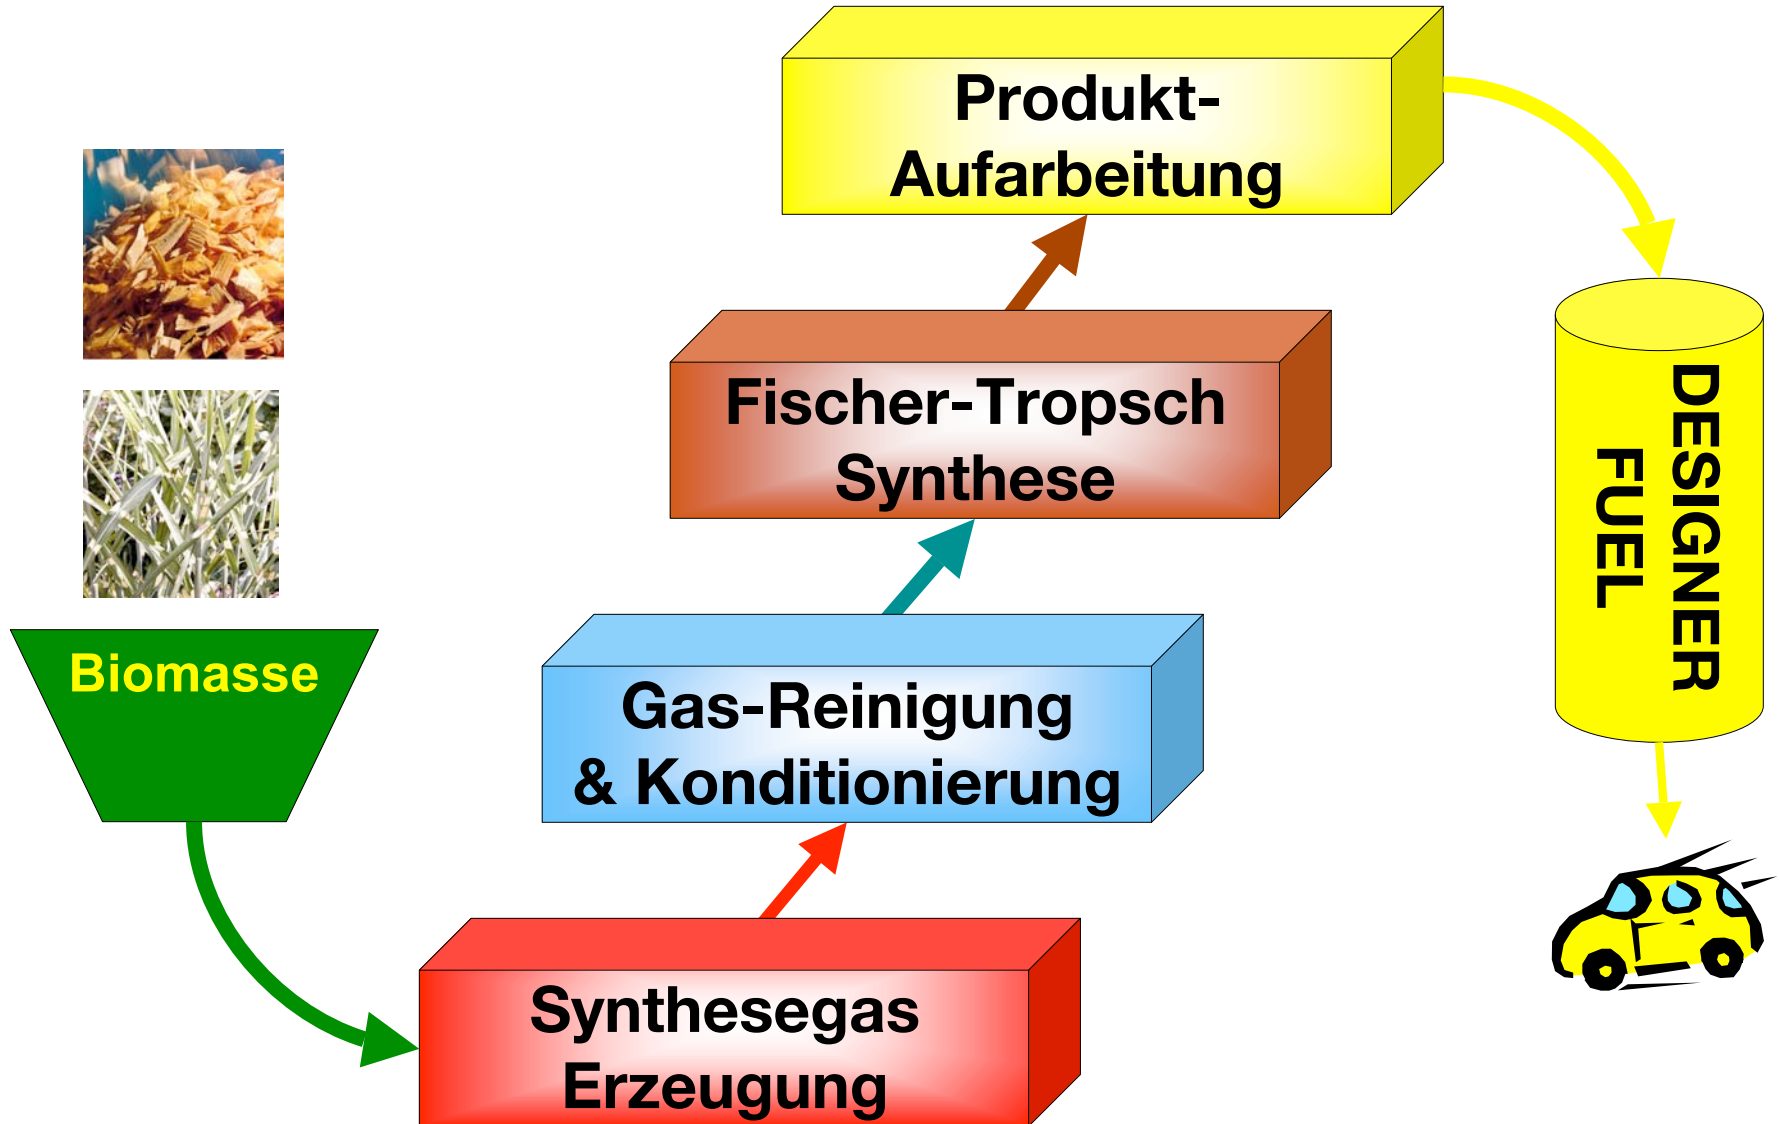 Biomasse
Synthesegas
Erzeugung
Gas-Reinigung
& Konditionierung
Fischer-Tropsch
Synthese
Produkt-
Aufarbeitung
DESIGNER
FUEL